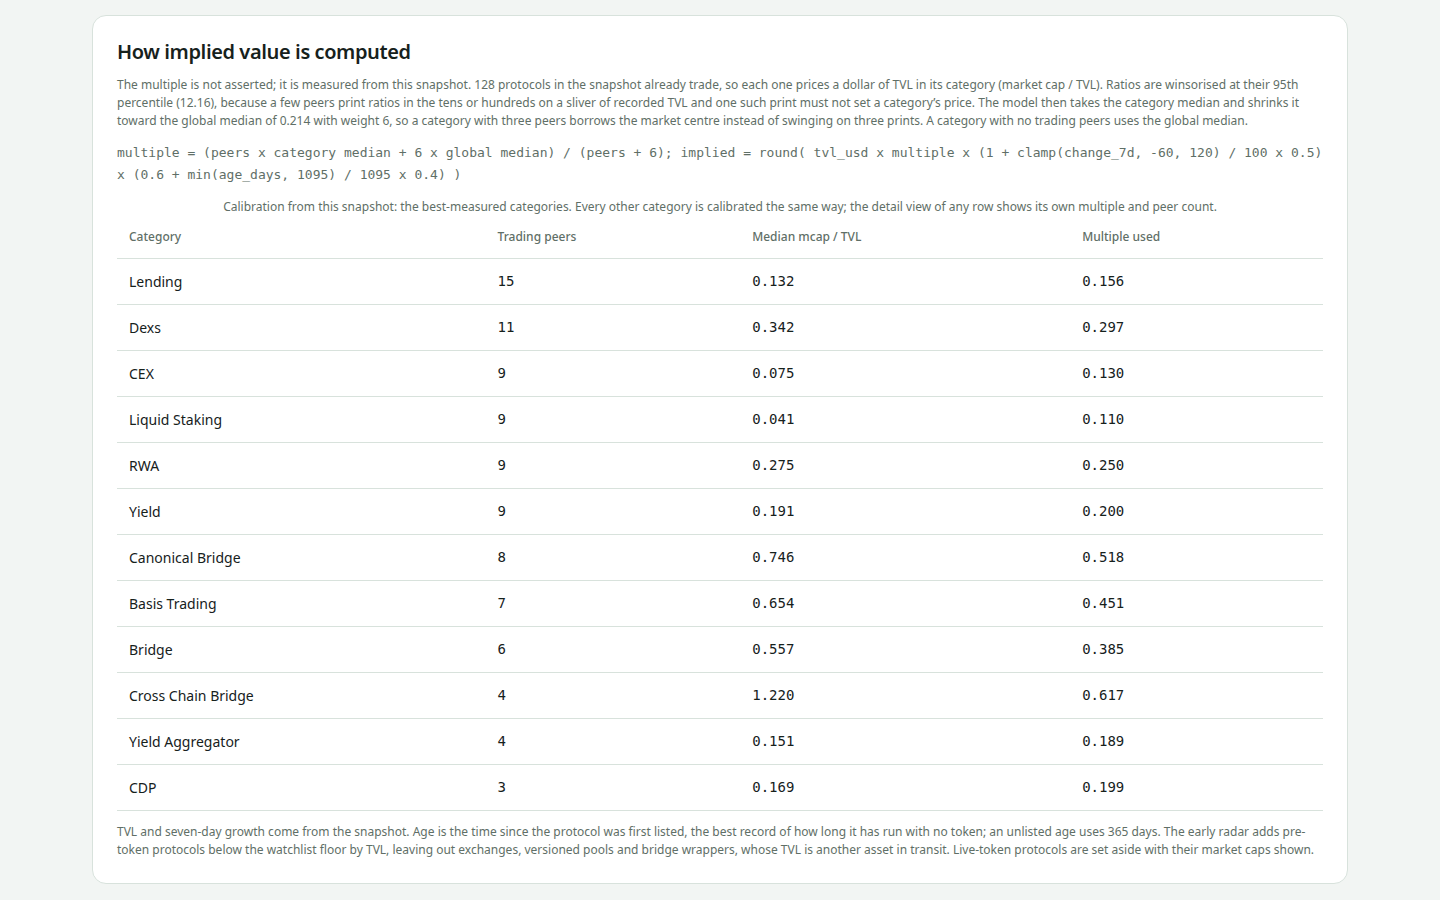 How implied value is computed
The multiple is not asserted; it is measured from this snapshot. 128 protocols in the snapshot already trade, so each one prices a dollar of TVL in its category (market cap / TVL). Ratios are winsorised at their 95th
percentile (12.16), because a few peers print ratios in the tens or hundreds on a sliver of recorded TVL and one such print must not set a category's price. The model then takes the category median and shrinks it
toward the global median of 0.214 with weight 6, so a category with three peers borrows the market centre instead of swinging on three prints. A category with no trading peers uses the global median.
multiple = (peers x category median + 6 x global median) / (peers + 6); implied = round( tvl_usd x multiple x (1 + clamp(change_7d, -60, 120) / 100 x 0.5)
x (0.6 + min(age_days, 1095) / 1095 x 0.4) )
Calibration from this snapshot: the best-measured categories. Every other category is calibrated the same way; the detail view of any row shows its own multiple and peer count.
Category Trading peers Median mcap / TVL Multiple used
Lending 15 0.132 0.156
Dexs 11 0.342 0.297
CEX 9 0.075 0.130
Liquid Staking 9 0.041 0.110
RWA 9 0.275 0.250
Yield 9 0.191 0.200
Canonical Bridge 8 0.746 0.518
Basis Trading 7 0.654 0.451
Bridge 6 0.557 0.385
Cross Chain Bridge 4 1.220 0.617
Yield Aggregator 4 0.151 0.189
CDP 3 0.169 0.199
TVL and seven-day growth come from the snapshot. Age is the time since the protocol was first listed, the best record of how long it has run with no token; an unlisted age uses 365 days. The early radar adds pre-
token protocols below the watchlist floor by TVL, leaving out exchanges, versioned pools and bridge wrappers, whose TVL is another asset in transit. Live-token protocols are set aside with their market caps shown.